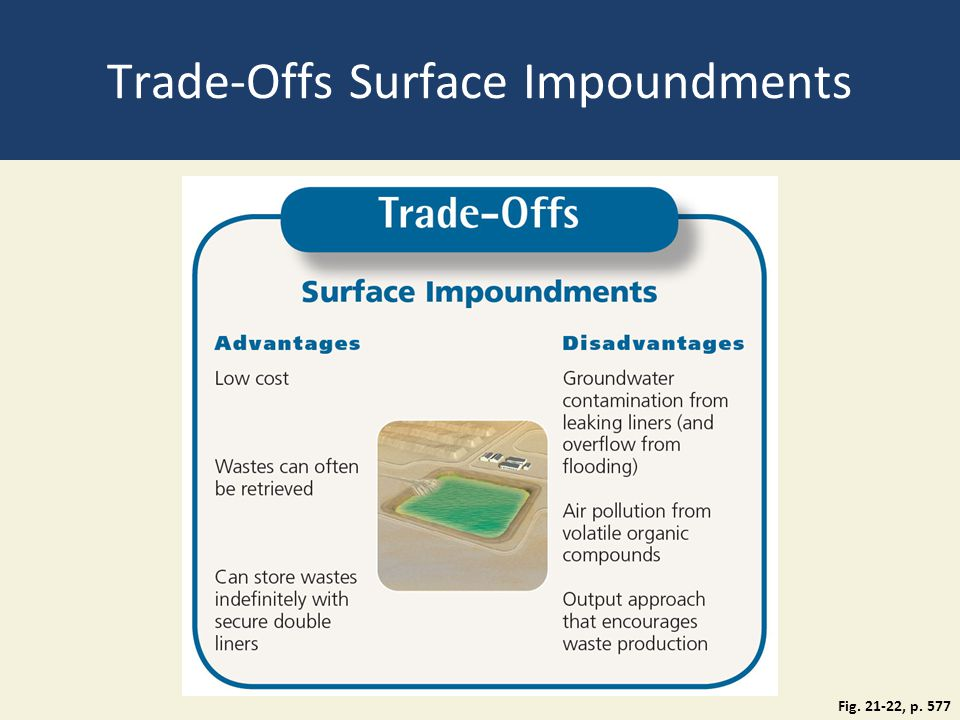 Trade-Offs Surface Impoundments
Trade-Offs
Surface Impoundments
Advantages
Low cost
Wastes can often
be retrieved
Can store wastes
indefinitely with
secure double
liners
Disadvantages
Groundwater
contamination from
leaking liners (and
overflow from
flooding)
Air pollution from
volatile organic
compounds
Output approach
that encourages
waste production
Fig. 21-22, p. 577